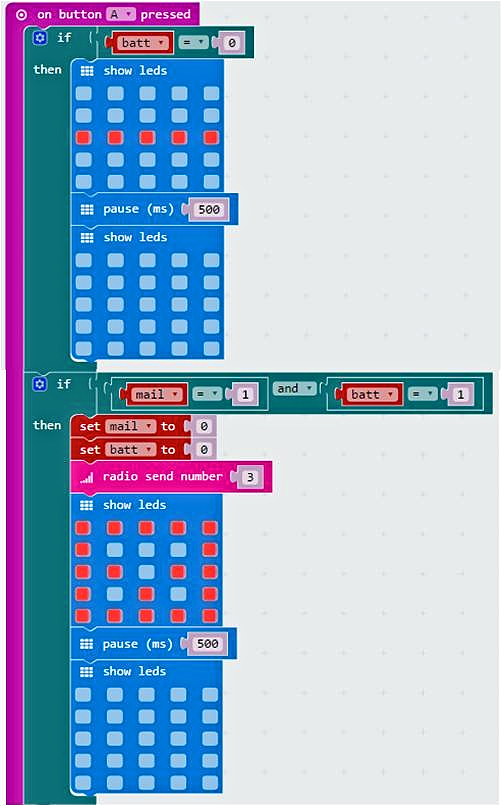 on button A pressed
if batt = 0
then show leds
pause (ms) 500
show leds
if mail = 1 and batt = 1
then set mail to 0
set batt to 0
radio send number 3
show leds
pause (ms) 500
show leds